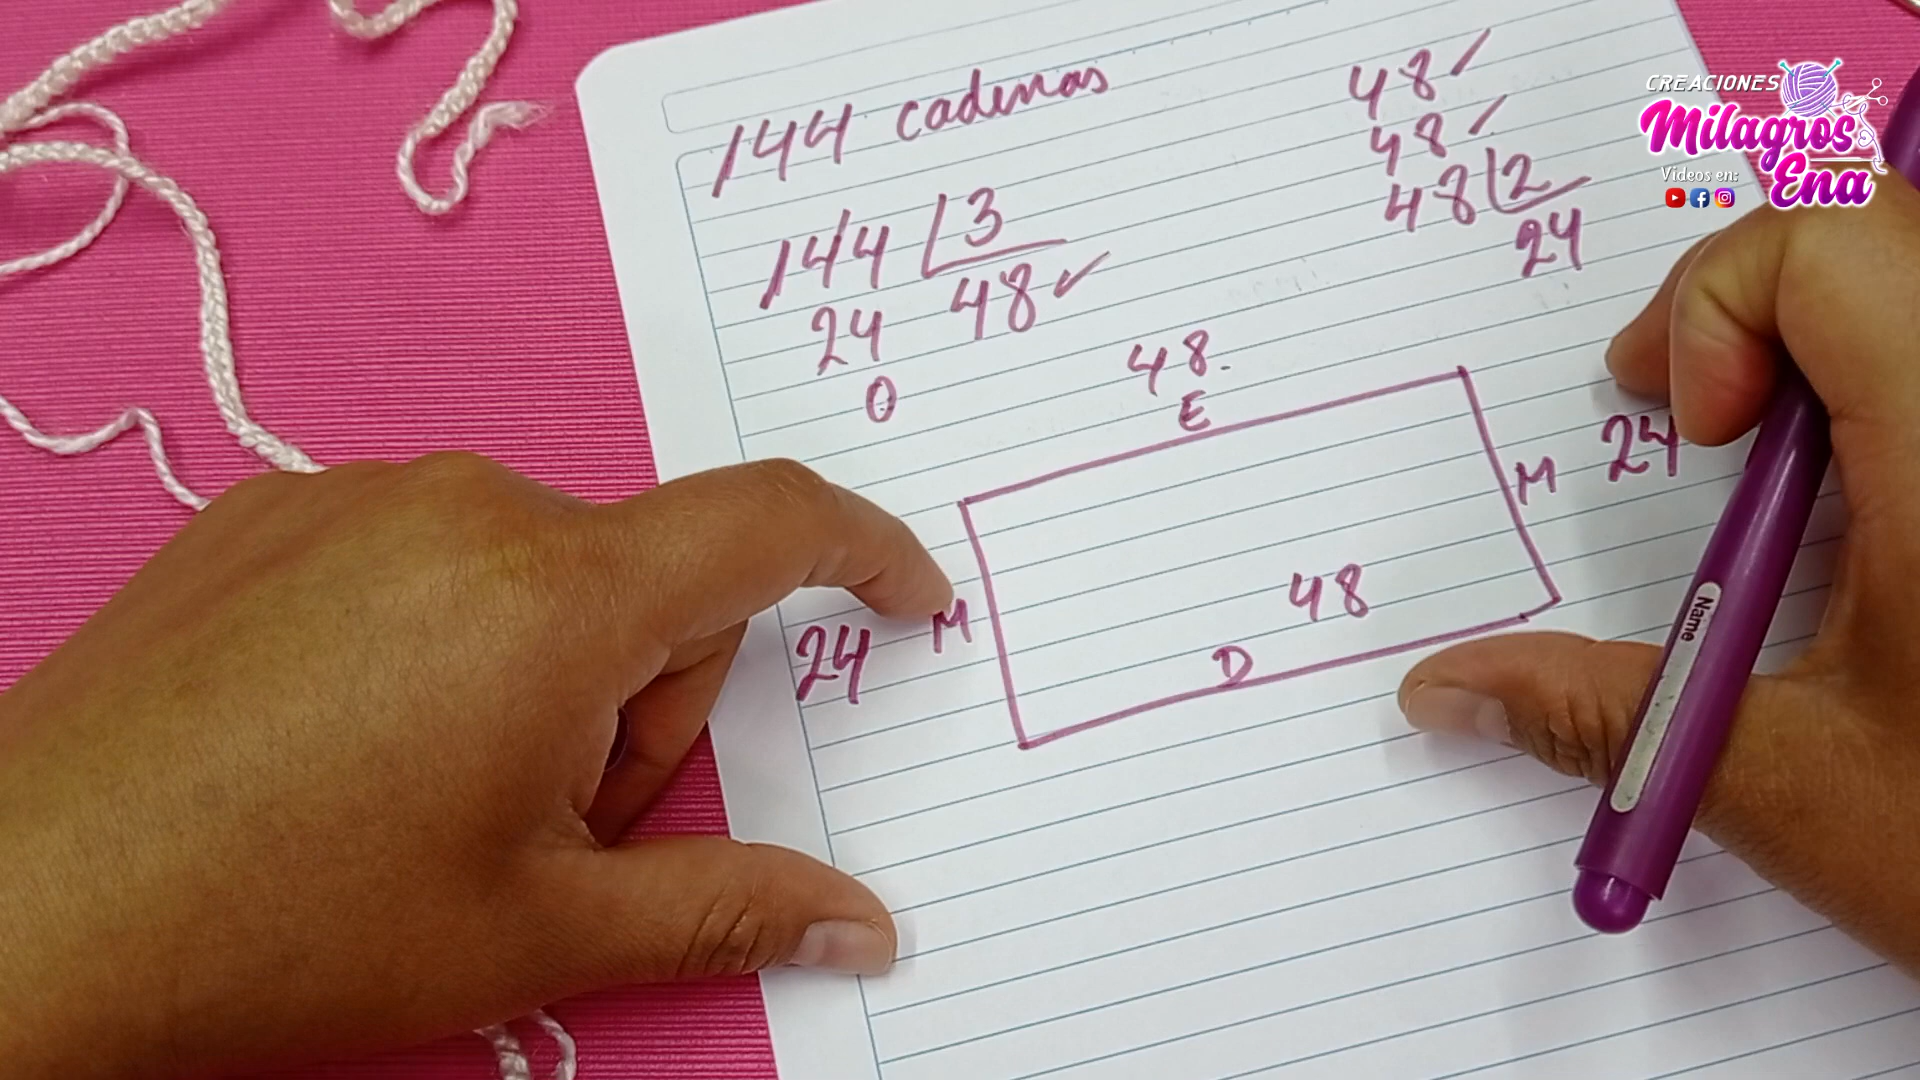 144 cadenas
144 | 3
24 48 ✓
0
48 ✓
48 ✓
48 | 2
24
48.
E
M 24
24 M
48
D
Name
CREACIONES
Milagros
Ena
Videos en: